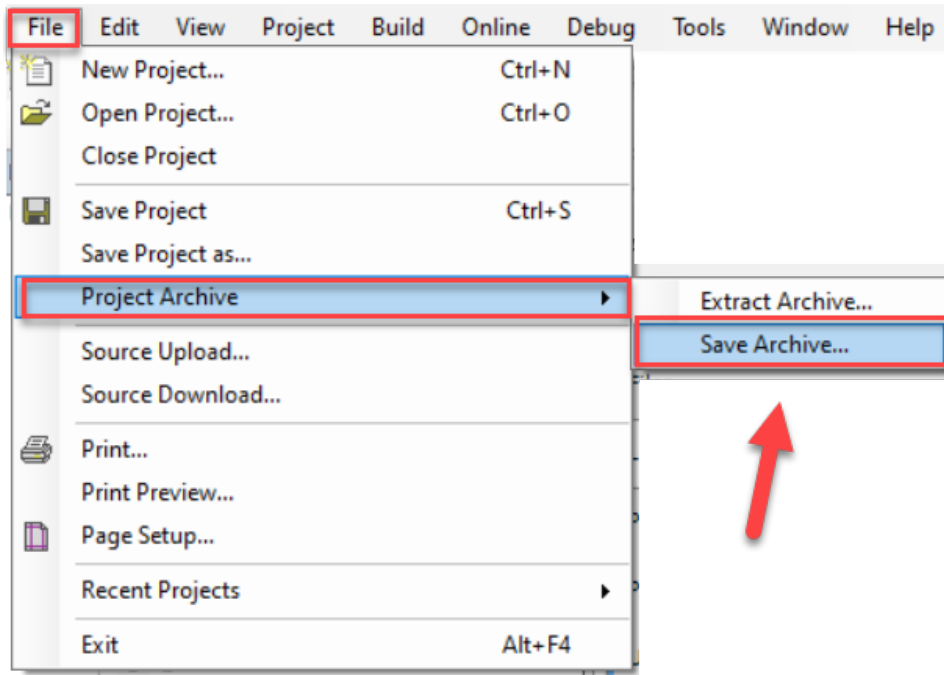 File Edit View Project Build Online Debug Tools Window Help
New Project... Ctrl+N
Open Project... Ctrl+O
Close Project
Save Project Ctrl+S
Save Project as...
Project Archive
Extract Archive...
Save Archive...
Source Upload...
Source Download...
Print...
Print Preview...
Page Setup...
Recent Projects
Exit Alt+F4